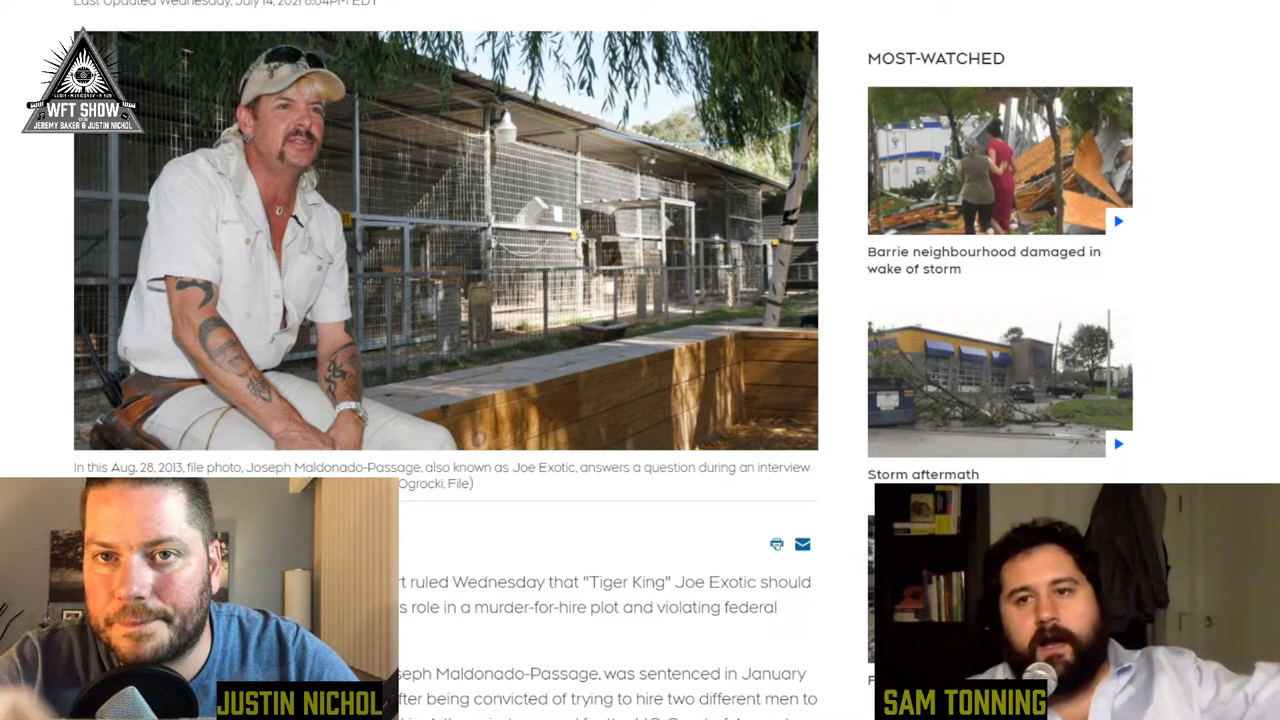 Last Updated Wednesday, July 14, 2021 6:04PM EDT
WFT SHOW
JEREMY BAKER & JUSTIN NICHOL
MOST-WATCHED
Barrie neighbourhood damaged in
wake of storm
Storm aftermath
In this Aug. 28, 2013, file photo, Joseph Maldonado-Passage, also known as Joe Exotic, answers a question during an interview
Ogrocki, File)
ruled Wednesday that "Tiger King" Joe Exotic should
role in a murder-for-hire plot and violating federal
Maldonado-Passage, was sentenced in January
after being convicted of trying to hire two different men to
JUSTIN NICHOL
SAM TONNING